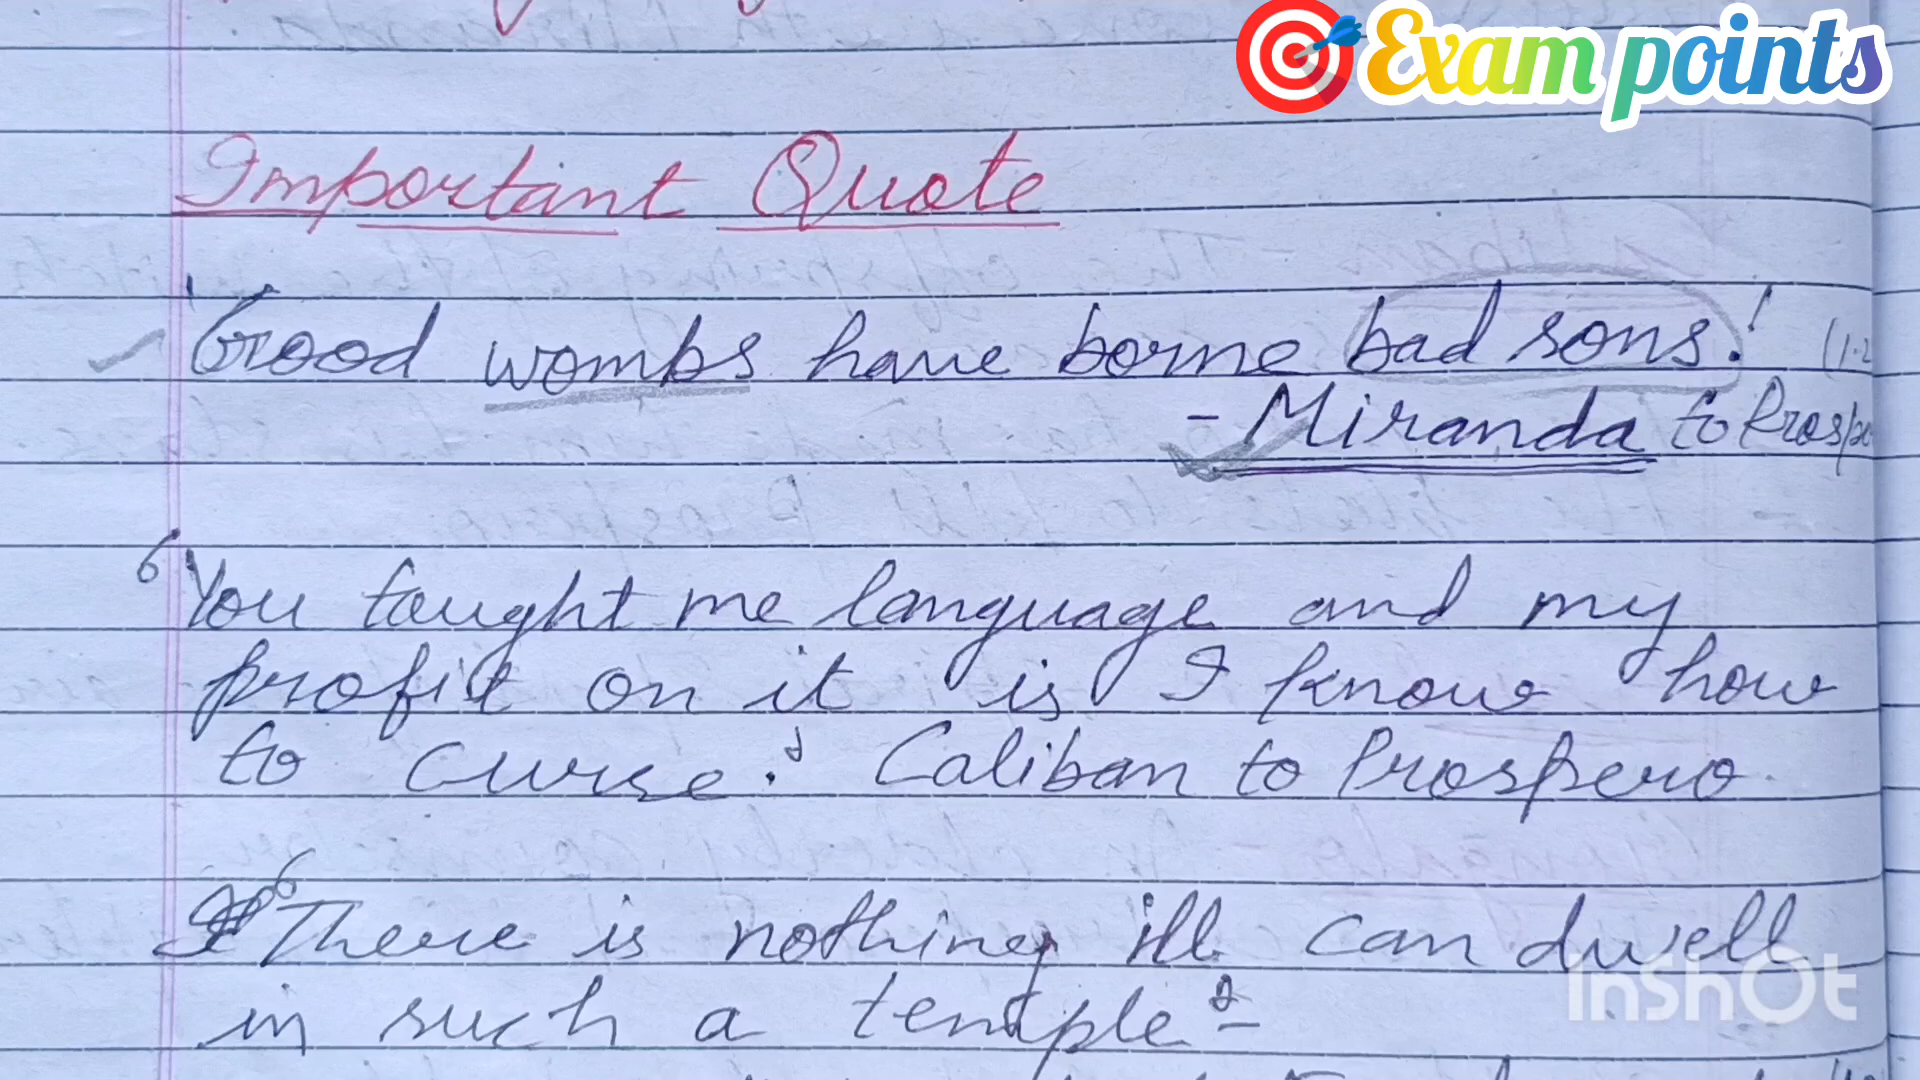 Exam points
Important Quote
'Good wombs have borne bad sons!' (1.2
- Miranda to Prospe
'You taught me language and my
profit on it is I know how
to curse.' Caliban to Prospero.
'There is nothing ill can dwell
in such a temple' -
InShOt